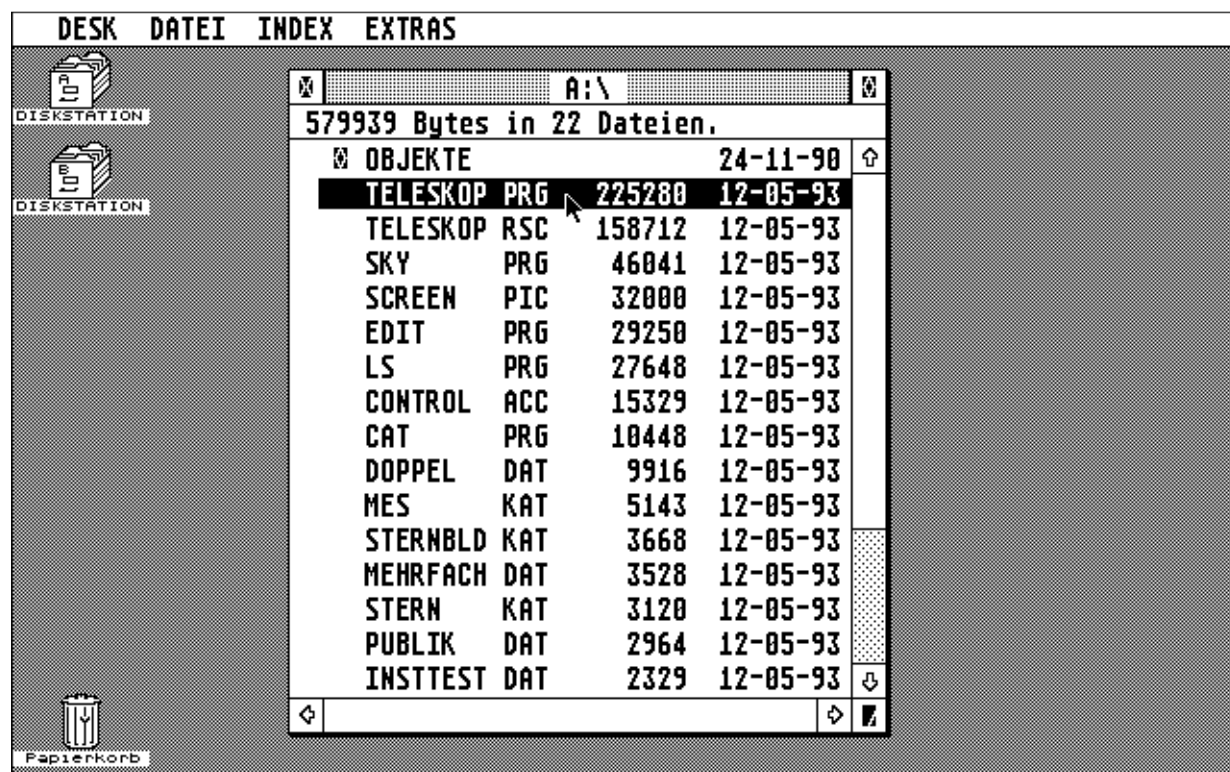 DESK DATEI INDEX EXTRAS
A
DISKSTATION
B
DISKSTATION
A:\
579939 Bytes in 22 Dateien.
OBJEKTE 24-11-90
TELESKOP PRG 225280 12-05-93
TELESKOP RSC 158712 12-05-93
SKY PRG 46041 12-05-93
SCREEN PIC 32000 12-05-93
EDIT PRG 29250 12-05-93
LS PRG 27648 12-05-93
CONTROL ACC 15329 12-05-93
CAT PRG 10448 12-05-93
DOPPEL DAT 9916 12-05-93
MES KAT 5143 12-05-93
STERNBLD KAT 3668 12-05-93
MEHRFACH DAT 3528 12-05-93
STERN KAT 3120 12-05-93
PUBLIK DAT 2964 12-05-93
INSTTEST DAT 2329 12-05-93
Papierkorb